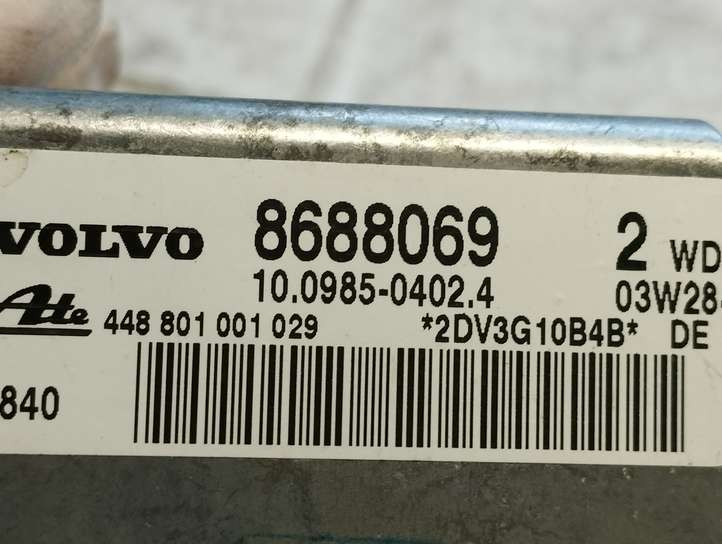 VOLVO 8688069 2 WD
10.0985-0402.4 03W28
Ate 448 801 001 029 *2DV3G10B4B* DE
840